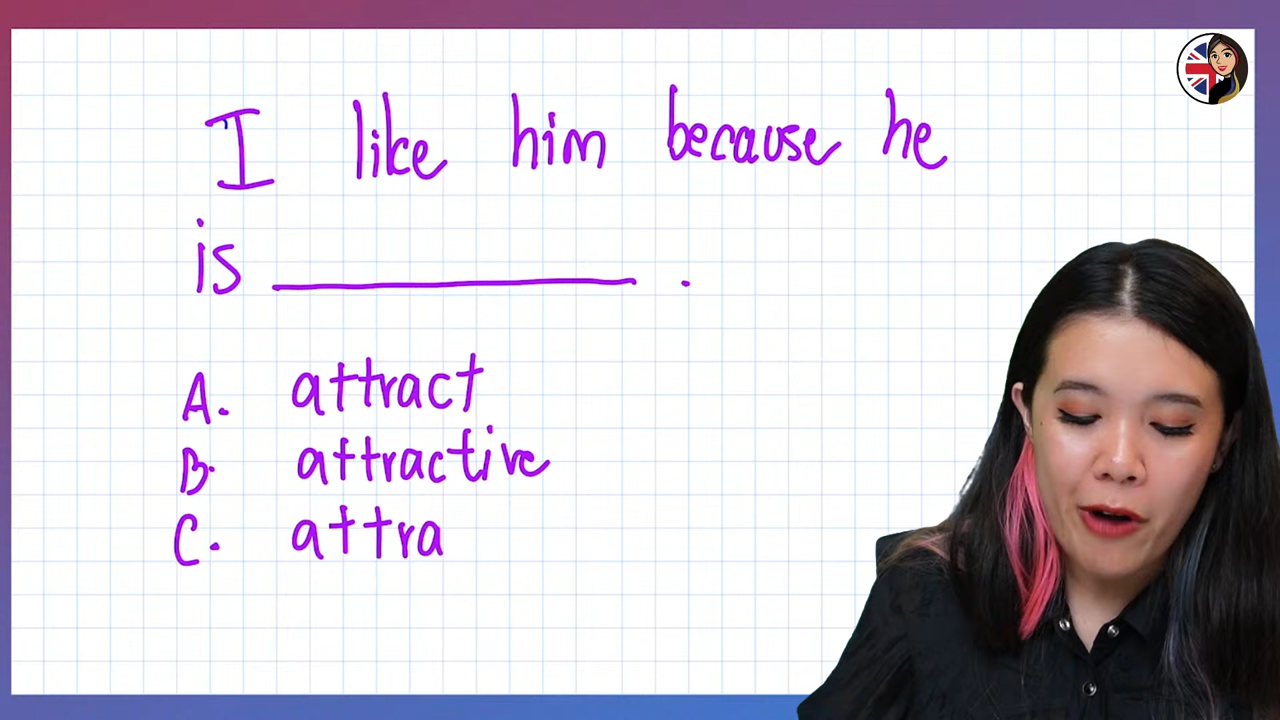 I like him because he
is ________ .
A. attract
B. attractive
C. attra